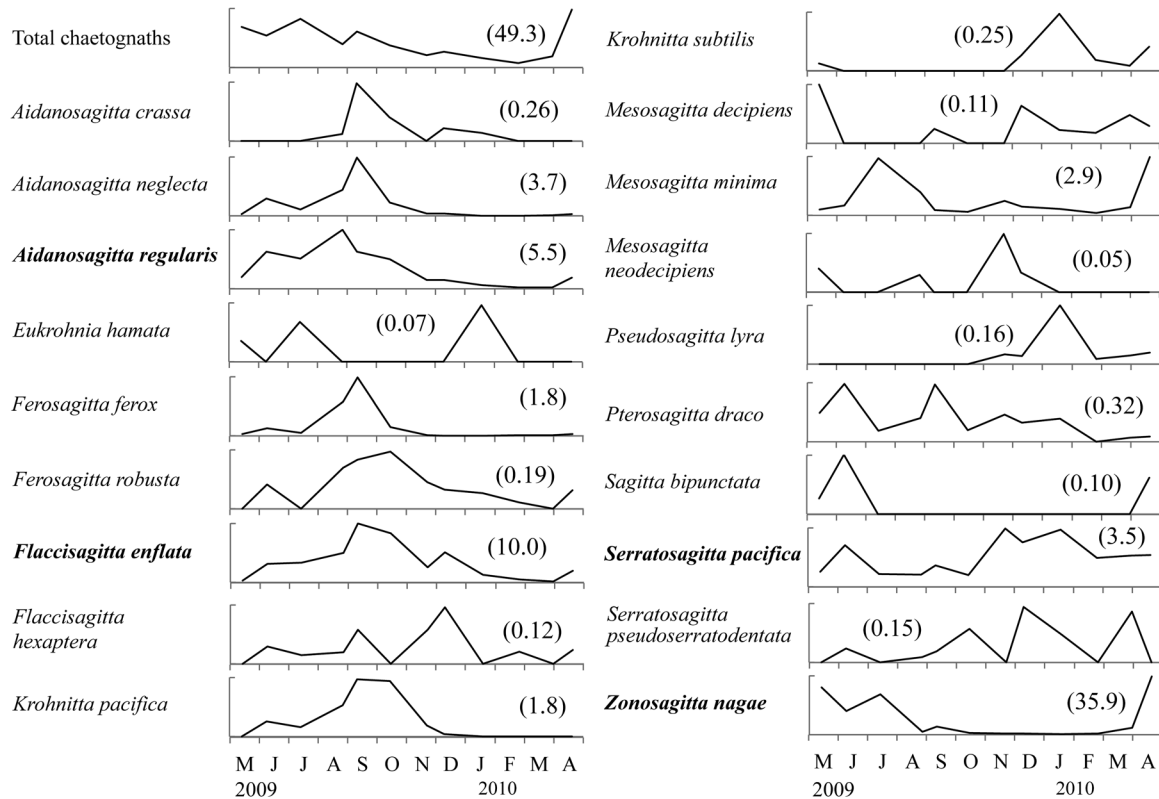 Total chaetognaths
(49.3)
Aidanosagitta crassa
(0.26)
Aidanosagitta neglecta
(3.7)
Aidanosagitta regularis
(5.5)
Eukrohnia hamata
(0.07)
Ferosagitta ferox
(1.8)
Ferosagitta robusta
(0.19)
Flaccisagitta enflata
(10.0)
Flaccisagitta
hexaptera
(0.12)
Krohnitta pacifica
(1.8)
M J J A S O N D J F M A
2009 2010
Krohnitta subtilis
(0.25)
Mesosagitta decipiens
(0.11)
Mesosagitta minima
(2.9)
Mesosagitta
neodecipiens
(0.05)
Pseudosagitta lyra
(0.16)
Pterosagitta draco
(0.32)
Sagitta bipunctata
(0.10)
Serratosagitta pacifica
(3.5)
Serratosagitta
pseudoserratodentata
(0.15)
Zonosagitta nagae
(35.9)
M J J A S O N D J F M A
2009 2010